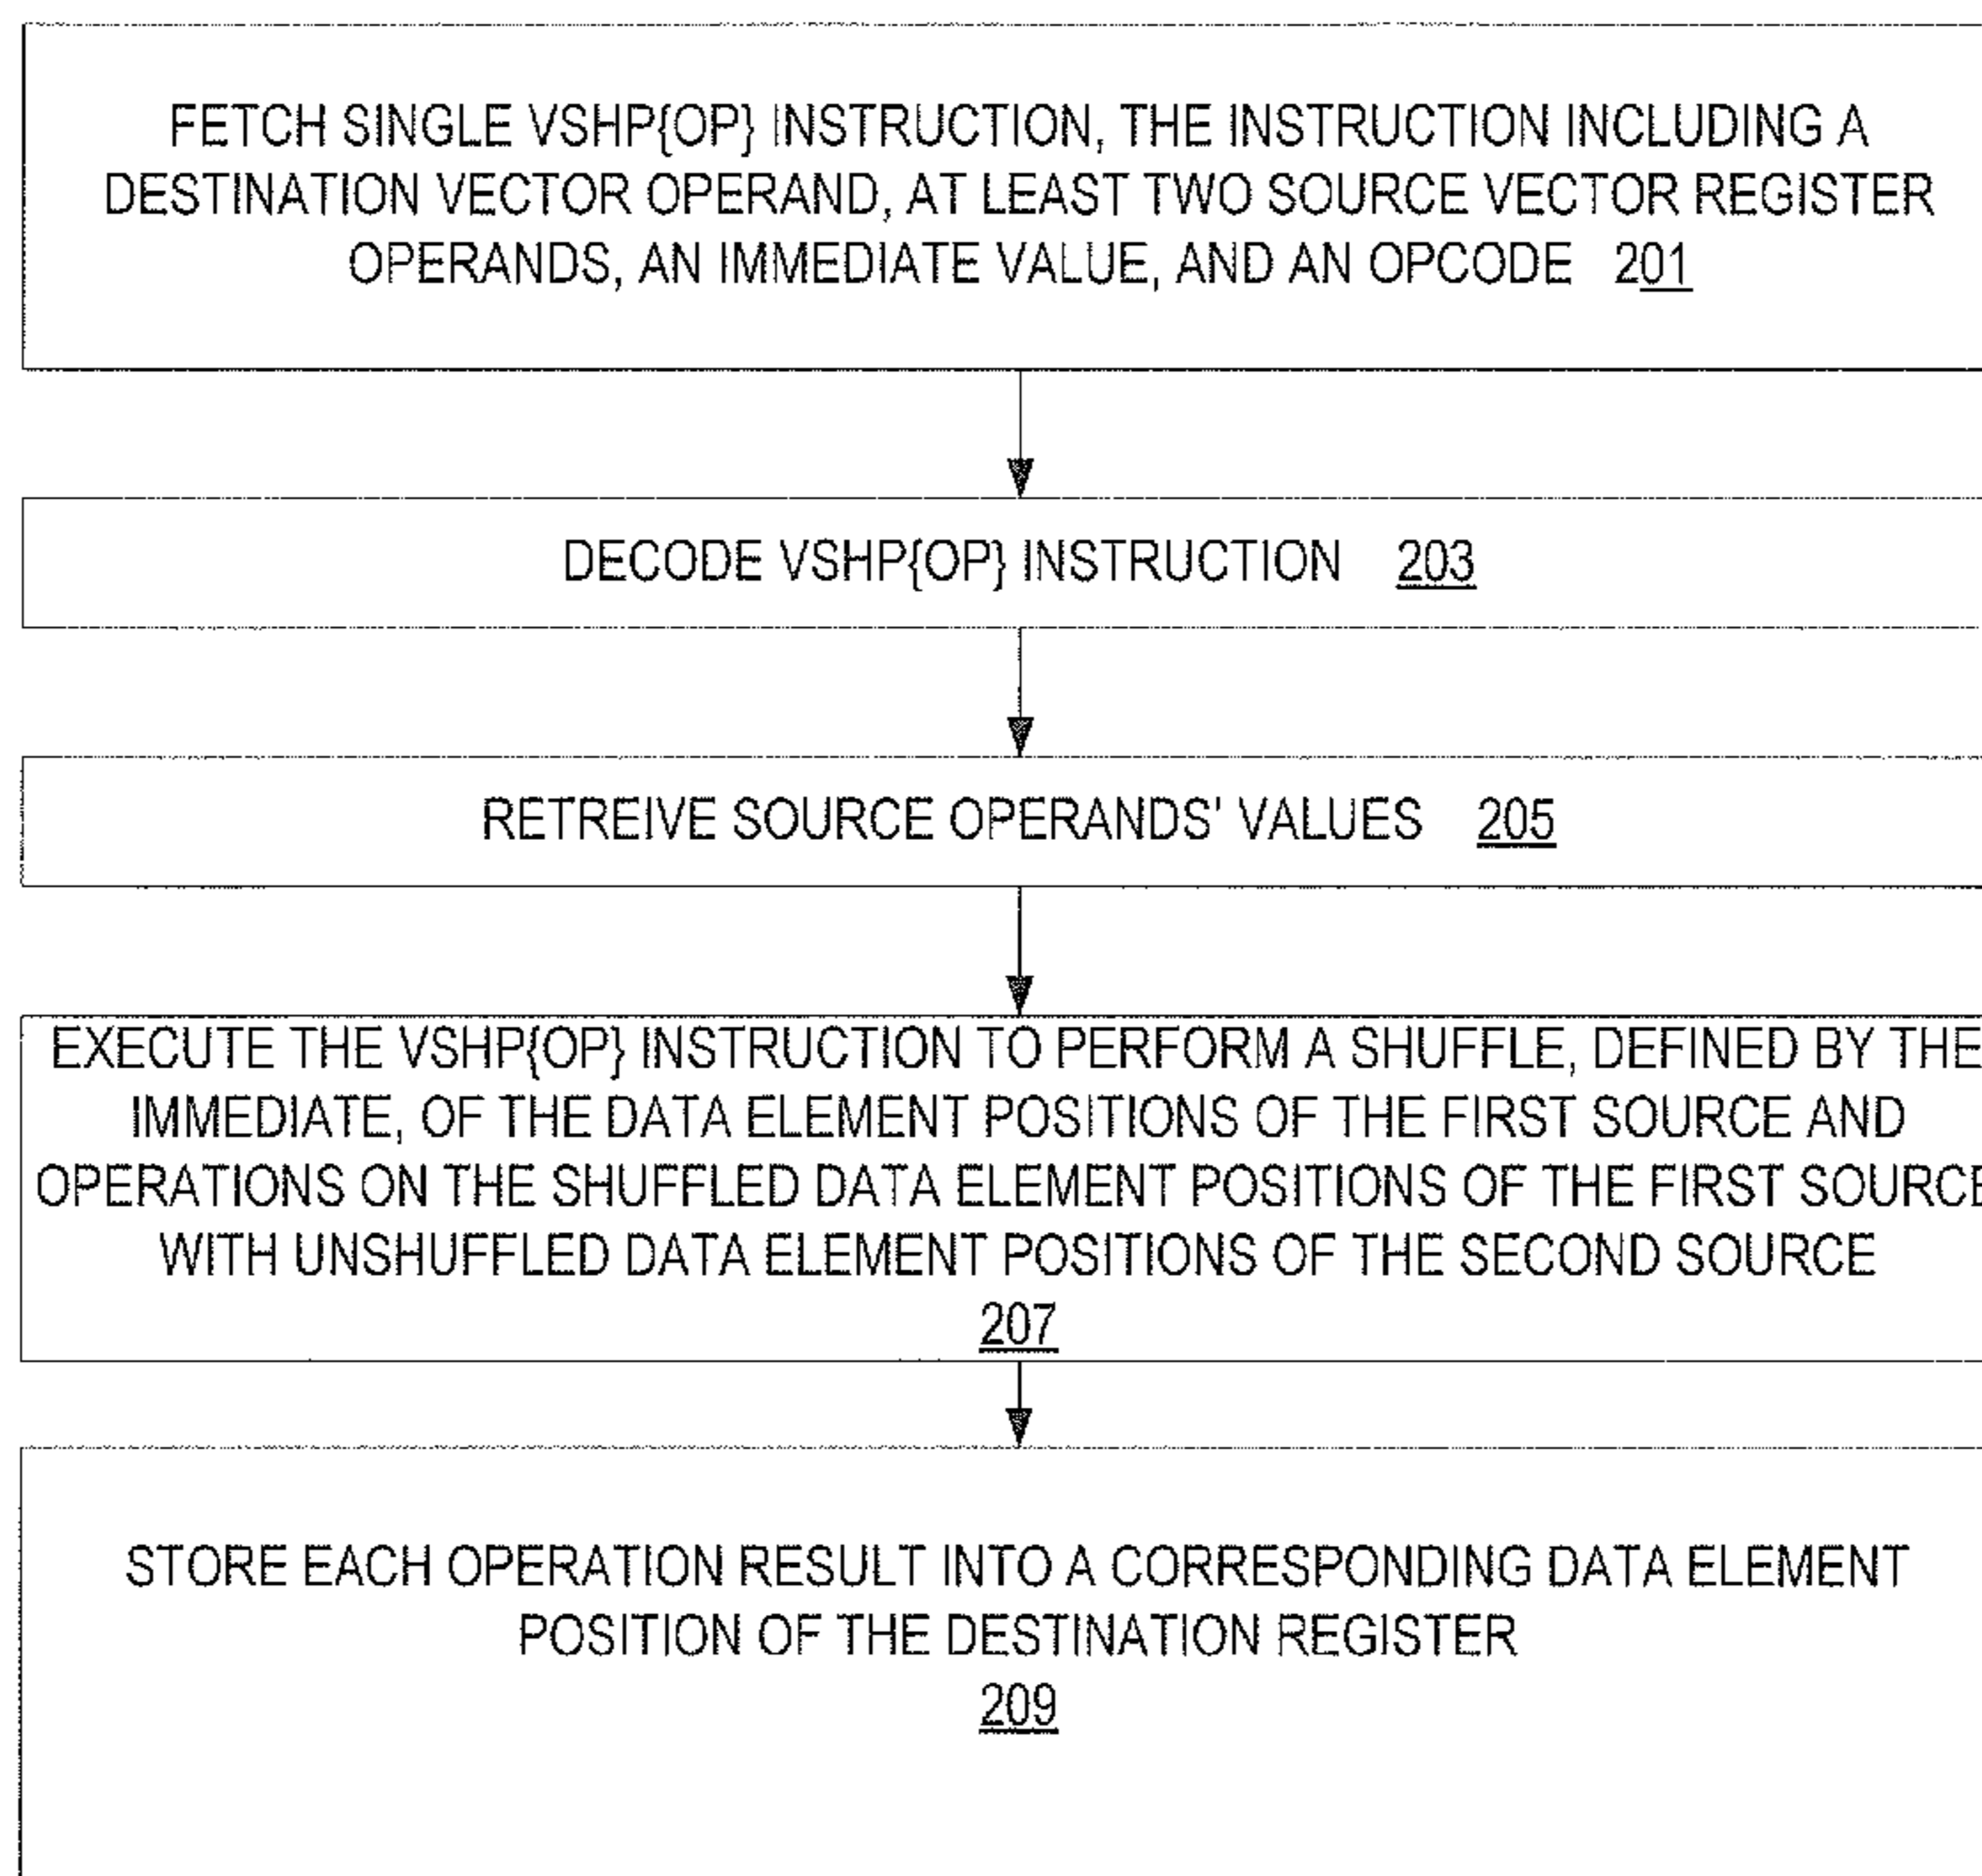 FETCH SINGLE VSHP{OP} INSTRUCTION, THE INSTRUCTION INCLUDING A
DESTINATION VECTOR OPERAND, AT LEAST TWO SOURCE VECTOR REGISTER
OPERANDS, AN IMMEDIATE VALUE, AND AN OPCODE 201
DECODE VSHP{OP} INSTRUCTION 203
RETREIVE SOURCE OPERANDS' VALUES 205
EXECUTE THE VSHP{OP} INSTRUCTION TO PERFORM A SHUFFLE, DEFINED BY THE
IMMEDIATE, OF THE DATA ELEMENT POSITIONS OF THE FIRST SOURCE AND
OPERATIONS ON THE SHUFFLED DATA ELEMENT POSITIONS OF THE FIRST SOURCE
WITH UNSHUFFLED DATA ELEMENT POSITIONS OF THE SECOND SOURCE
207
STORE EACH OPERATION RESULT INTO A CORRESPONDING DATA ELEMENT
POSITION OF THE DESTINATION REGISTER
209